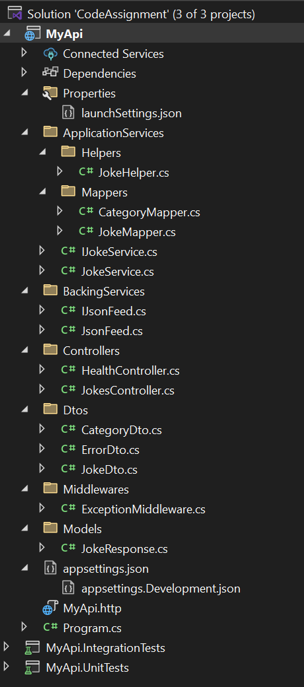 Solution 'CodeAssignment' (3 of 3 projects)
MyApi
Connected Services
Dependencies
Properties
launchSettings.json
ApplicationServices
Helpers
C# JokeHelper.cs
Mappers
C# CategoryMapper.cs
C# JokeMapper.cs
C# IJokeService.cs
C# JokeService.cs
BackingServices
C# IJsonFeed.cs
C# JsonFeed.cs
Controllers
C# HealthController.cs
C# JokesController.cs
Dtos
C# CategoryDto.cs
C# ErrorDto.cs
C# JokeDto.cs
Middlewares
C# ExceptionMiddleware.cs
Models
C# JokeResponse.cs
appsettings.json
appsettings.Development.json
MyApi.http
C# Program.cs
MyApi.IntegrationTests
MyApi.UnitTests